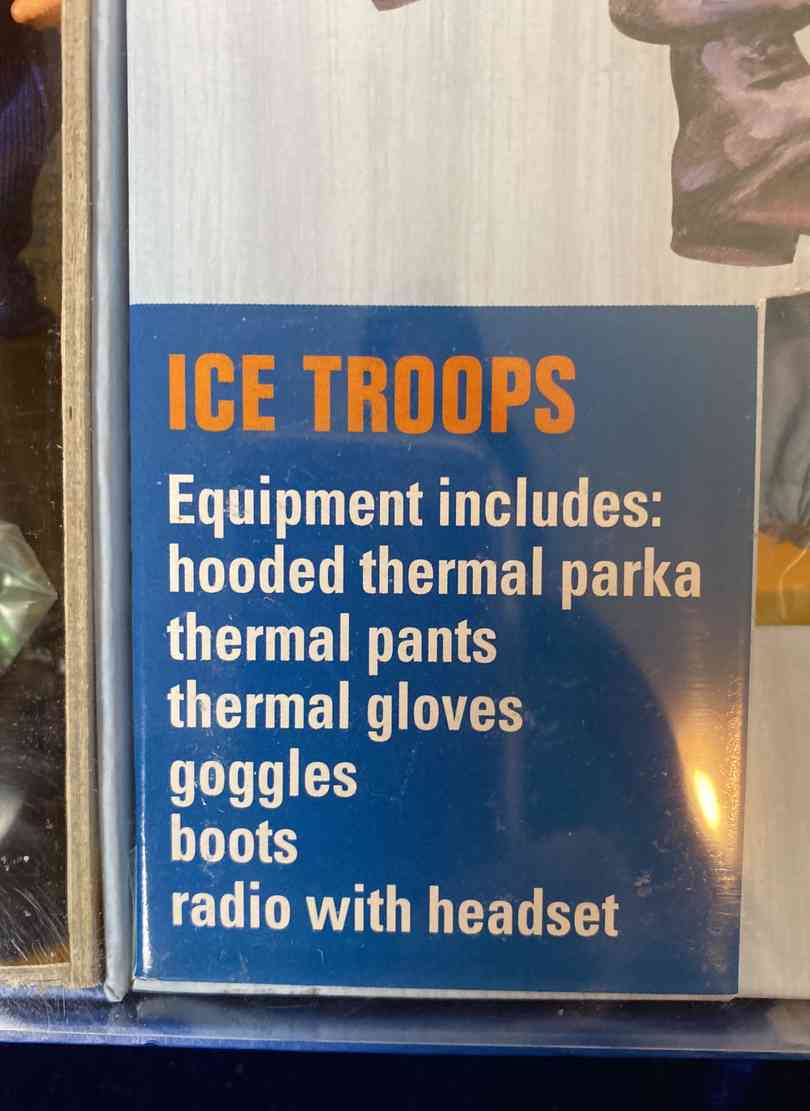 ICE TROOPS
Equipment includes:
hooded thermal parka
thermal pants
thermal gloves
goggles
boots
radio with headset